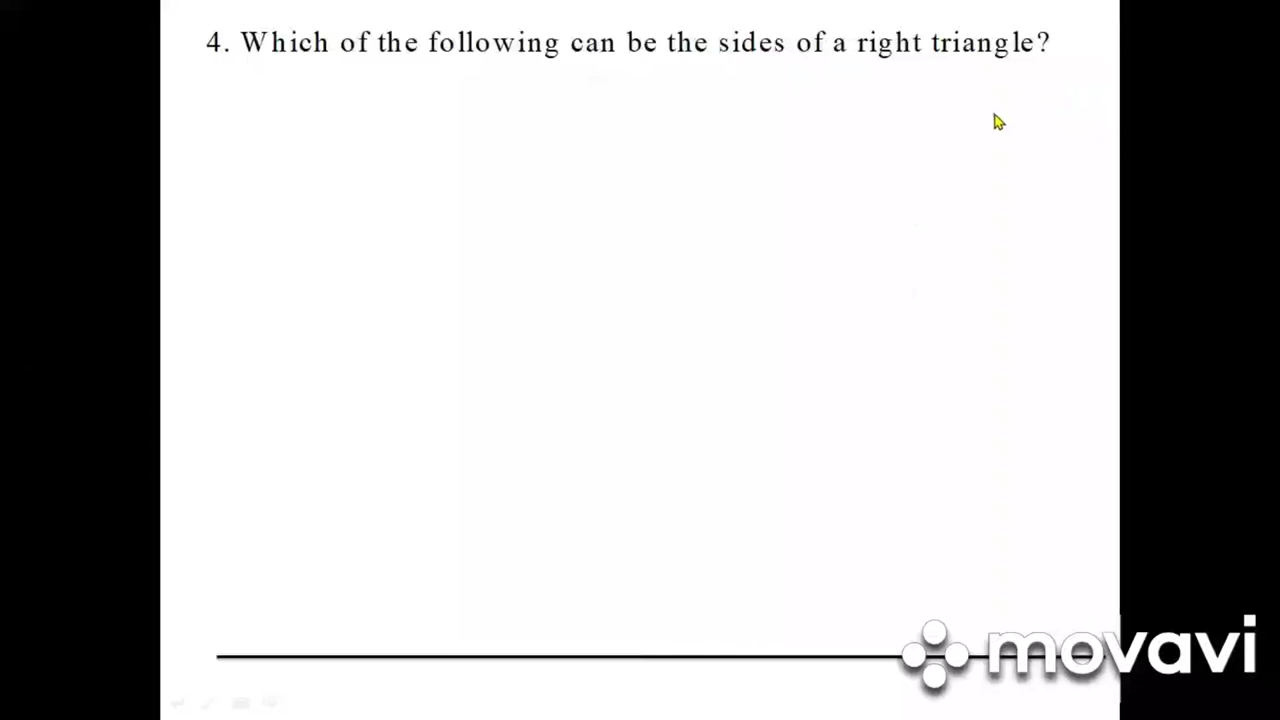 4. Which of the following can be the sides of a right triangle?
movavi